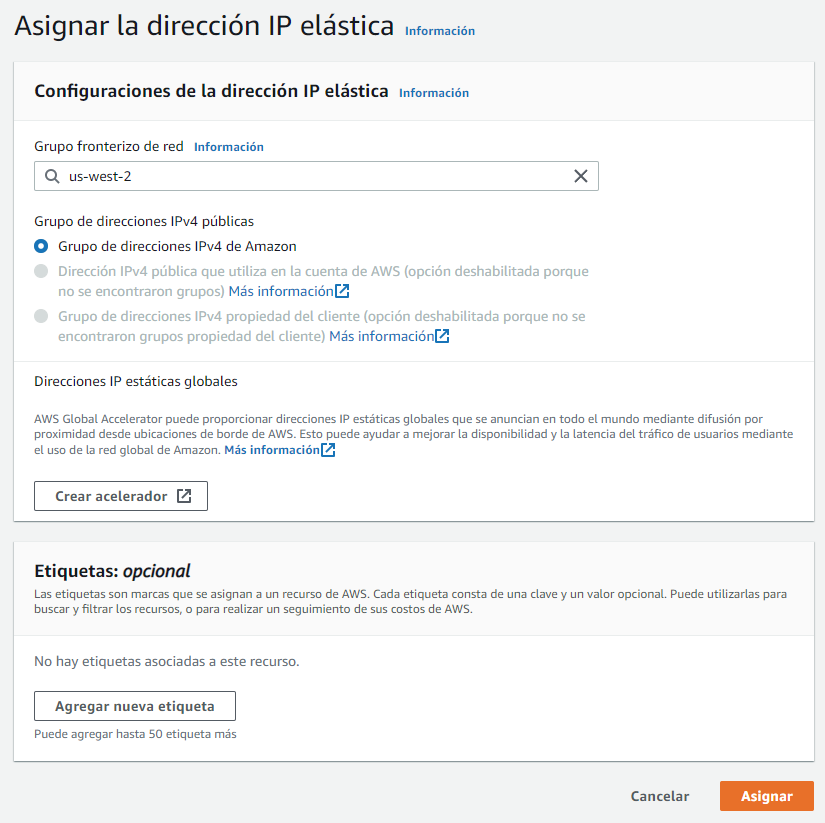 Asignar la dirección IP elástica Información
Configuraciones de la dirección IP elástica Información
Grupo fronterizo de red Información
us-west-2
Grupo de direcciones IPv4 públicas
Grupo de direcciones IPv4 de Amazon
Dirección IPv4 pública que utiliza en la cuenta de AWS (opción deshabilitada porque
no se encontraron grupos) Más información
Grupo de direcciones IPv4 propiedad del cliente (opción deshabilitada porque no se
encontraron grupos propiedad del cliente) Más información
Direcciones IP estáticas globales
AWS Global Accelerator puede proporcionar direcciones IP estáticas globales que se anuncian en todo el mundo mediante difusión por
proximidad desde ubicaciones de borde de AWS. Esto puede ayudar a mejorar la disponibilidad y la latencia del tráfico de usuarios mediante
el uso de la red global de Amazon. Más información
Crear acelerador
Etiquetas: opcional
Las etiquetas son marcas que se asignan a un recurso de AWS. Cada etiqueta consta de una clave y un valor opcional. Puede utilizarlas para
buscar y filtrar los recursos, o para realizar un seguimiento de sus costos de AWS.
No hay etiquetas asociadas a este recurso.
Agregar nueva etiqueta
Puede agregar hasta 50 etiqueta más
Cancelar Asignar